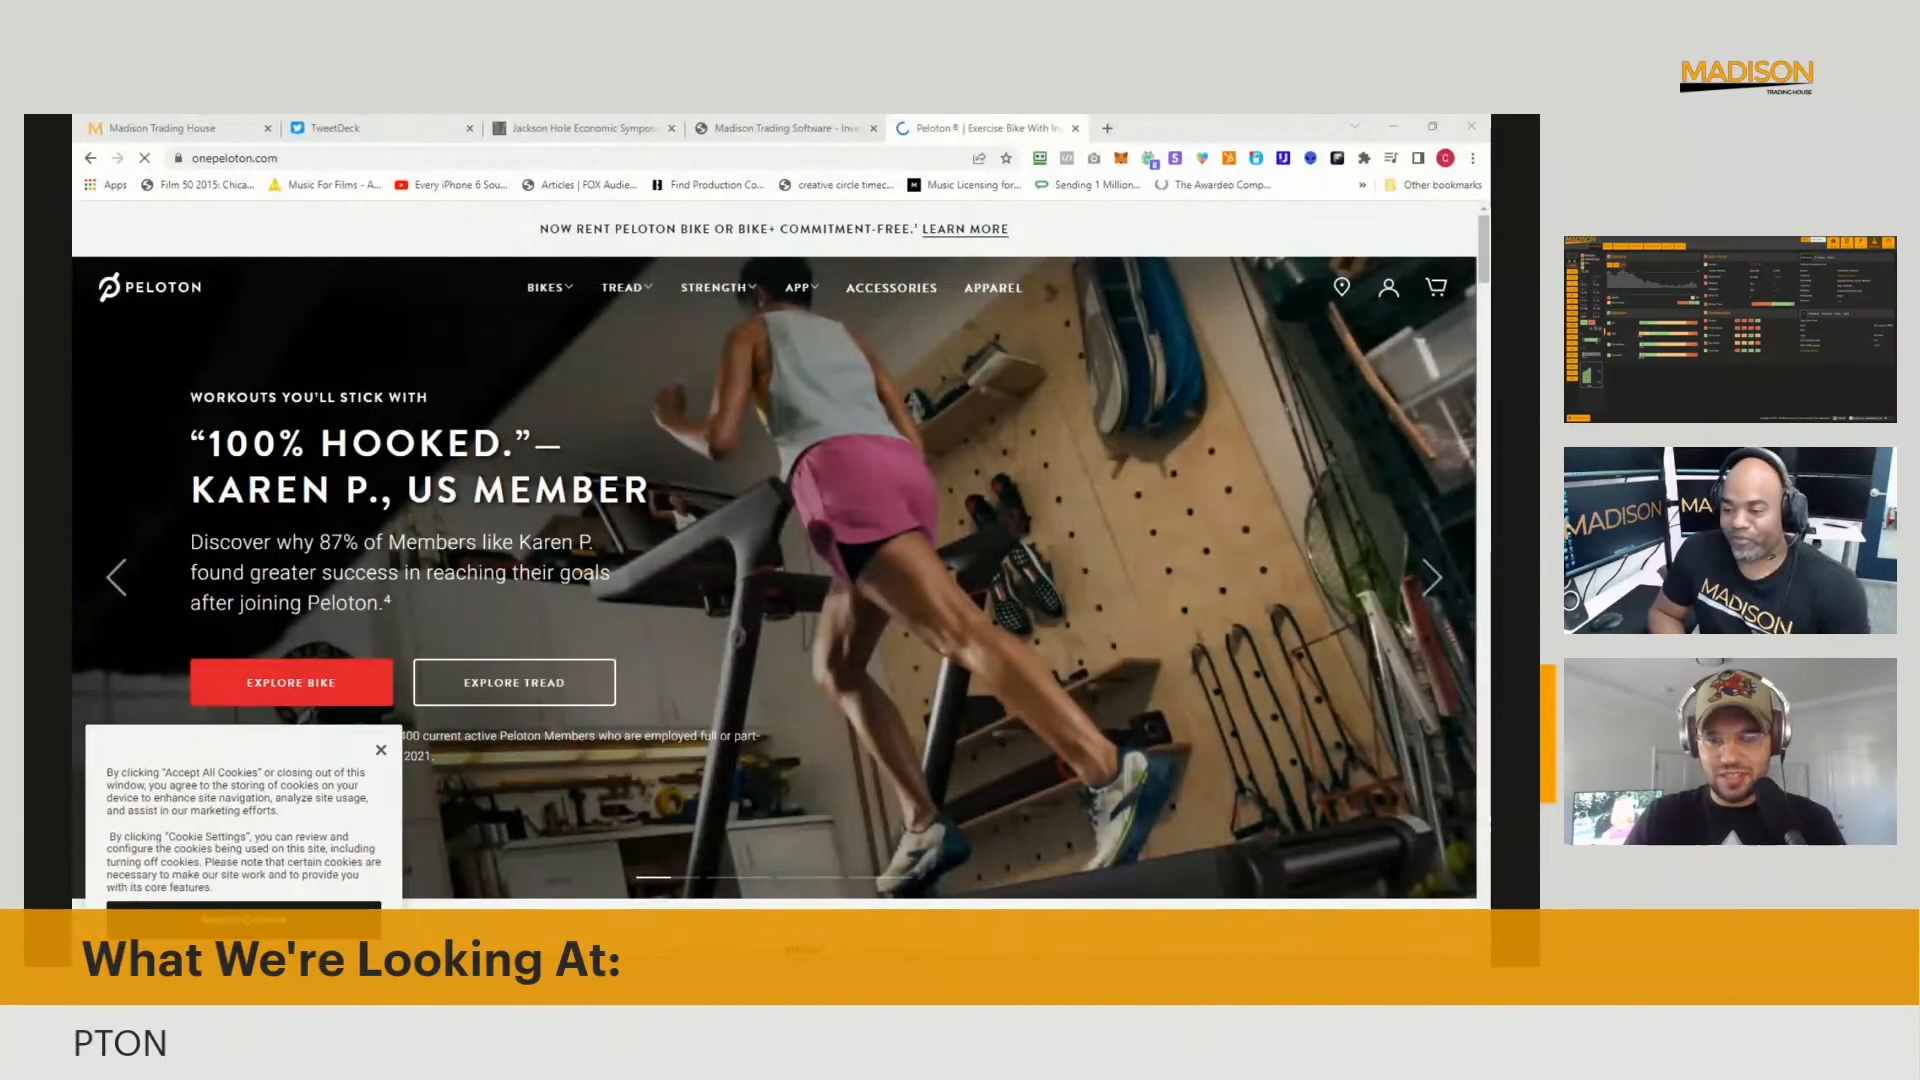 MADISON
TRADING HOUSE
Madison Trading House
TweetDeck
Jackson Hole Economic Sympos
Madison Trading Software - Inve
Peloton® | Exercise Bike With In
onepeloton.com
Apps
Film 50 2015: Chica...
Music For Films - A...
Every iPhone 6 Sou...
Articles | FOX Audie...
Find Production Co...
creative circle timec...
Music Licensing for...
Sending 1 Million...
The Awardeo Comp...
»
Other bookmarks
NOW RENT PELOTON BIKE OR BIKE+ COMMITMENT-FREE.¹ LEARN MORE
PELOTON
BIKES
TREAD
STRENGTH
APP
ACCESSORIES
APPAREL
WORKOUTS YOU'LL STICK WITH
“100% HOOKED.”—
KAREN P., US MEMBER
Discover why 87% of Members like Karen P.
found greater success in reaching their goals
after joining Peloton.⁴
EXPLORE BIKE
EXPLORE TREAD
400 current active Peloton Members who are employed full or part-
2021.
By clicking “Accept All Cookies” or closing out of this
window, you agree to the storing of cookies on your
device to enhance site navigation, analyze site usage,
and assist in our marketing efforts.
By clicking “Cookie Settings”, you can review and
configure the cookies being used on this site, including
turning off cookies. Please note that certain cookies are
necessary to make our site work and to provide you
with its core features.
MADISON
MADISON
MA
MADISON
What We're Looking At:
PTON